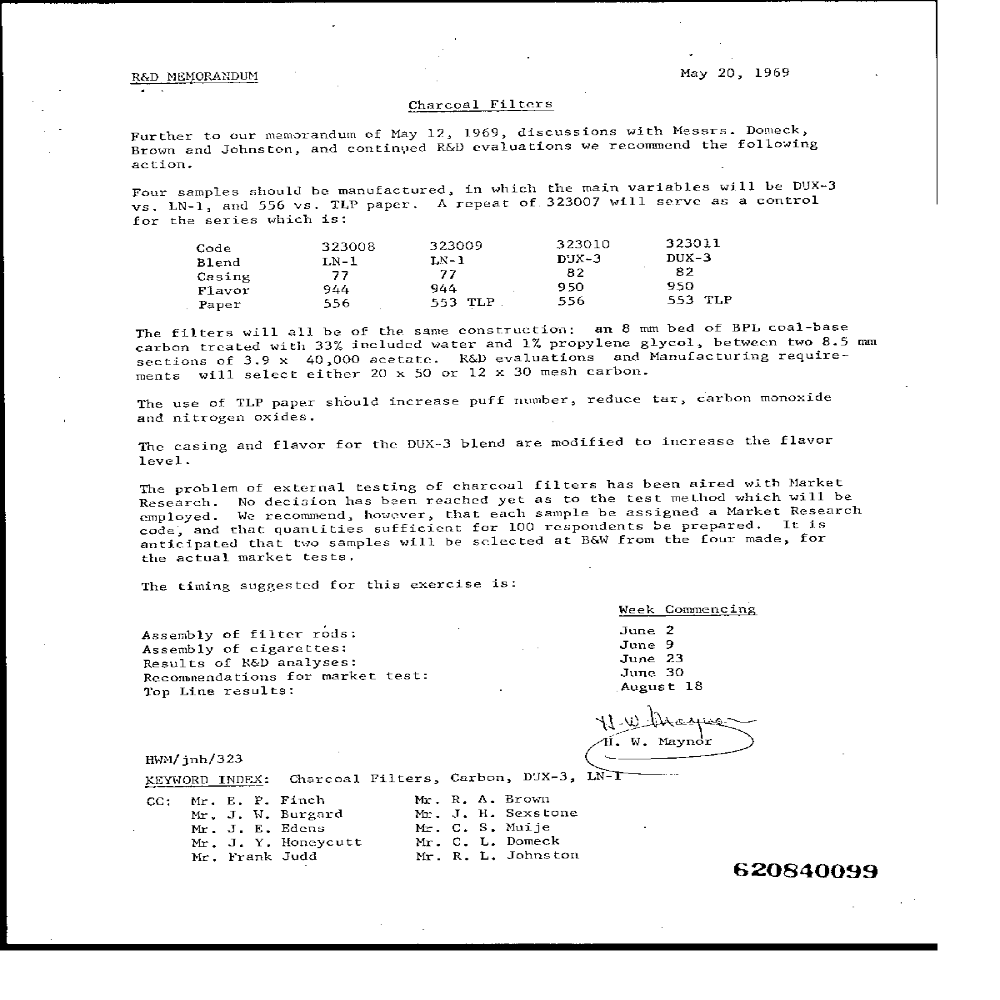 R&D MEMORANDUM May 20, 1969
Charcoal Filters
Further to our memorandum of May 12, 1969, discussions with Messrs. Domeck,
Brown and Johnston, and continued R&D evaluations we recommend the following
action.
Four samples should be manufactured, in which the main variables will be DUX-3
vs. LN-1, and 556 vs. TLP paper. A repeat of 323007 will serve as a control
for the series which is:
Code 323008 323009 323010 323011
Blend LN-1 LN-1 DUX-3 DUX-3
Casing 77 77 82 82
Flavor 944 944 950 950
Paper 556 553 TLP 556 553 TLP
The filters will all be of the same construction: an 8 mm bed of BPL coal-base
carbon treated with 33% included water and 1% propylene glycol, between two 8.5 mm
sections of 3.9 x 40,000 acetate. R&D evaluations and Manufacturing require-
ments will select either 20 x 50 or 12 x 30 mesh carbon.
The use of TLP paper should increase puff number, reduce tar, carbon monoxide
and nitrogen oxides.
The casing and flavor for the DUX-3 blend are modified to increase the flavor
level.
The problem of external testing of charcoal filters has been aired with Market
Research. No decision has been reached yet as to the test method which will be
employed. We recommend, however, that each sample be assigned a Market Research
code, and that quantities sufficient for 100 respondents be prepared. It is
anticipated that two samples will be selected at B&W from the four made, for
the actual market tests.
The timing suggested for this exercise is:
Week Commencing
Assembly of filter rods: June 2
Assembly of cigarettes: June 9
Results of R&D analyses: June 23
Recommendations for market test: June 30
Top Line results: August 18
H. W. Maynor
H. W. Maynor
HWM/jnh/323
KEYWORD INDEX: Charcoal Filters, Carbon, DUX-3, LN-1
CC: Mr. E. P. Finch Mr. R. A. Brown
Mr. J. W. Burgard Mr. J. H. Sexstone
Mr. J. E. Edens Mr. C. S. Muije
Mr. J. Y. Honeycutt Mr. C. L. Domeck
Mr. Frank Judd Mr. R. L. Johnston
620840099